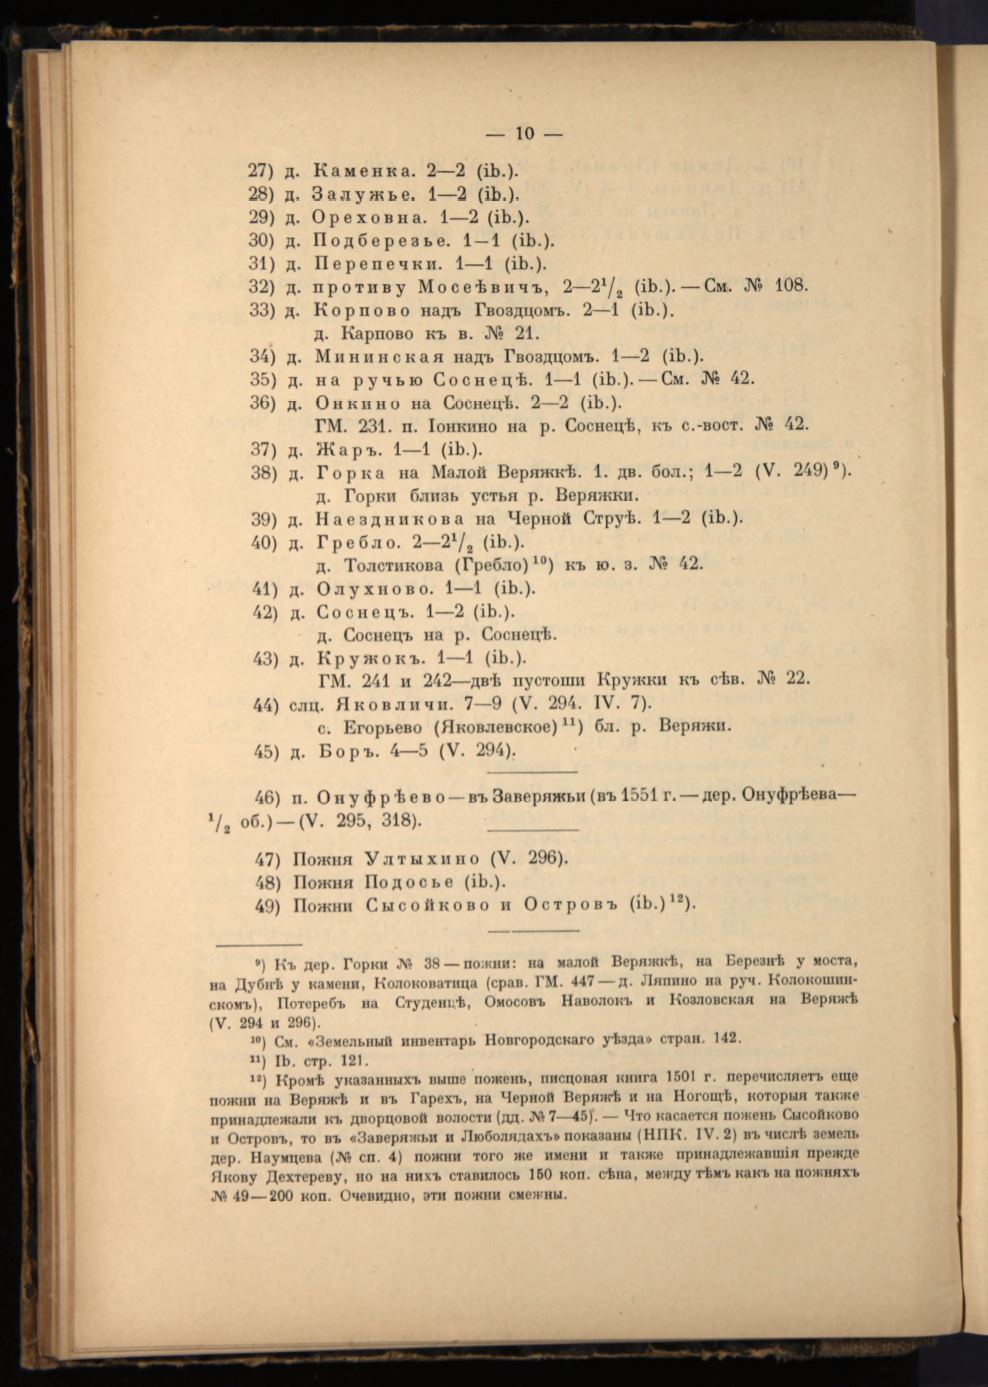 — 10 —
27) д. Каменка. 2—2 (ib.).
28) д. Залужье. 1—2 (ib.).
29) д. Ореховна. 1—2 (ib.).
30) д. Подберезье. 1—1 (ib.).
31) д. Перепечки. 1—1 (ib.).
32) д. противу Мосеѣвичъ, 2—2¹/₂ (ib.). — См. № 108.
33) д. Корпово надъ Гвоздцомъ. 2—1 (ib.).
д. Карпово къ в. № 21.
34) д. Мининская надъ Гвоздцомъ. 1—2 (ib.).
35) д. на ручью Соснецѣ. 1—1 (ib.). — См. № 42.
36) д. Онкино на Соснецѣ. 2—2 (ib.).
ГМ. 231. п. Іонкино на р. Соснецѣ, къ с.-вост. № 42.
37) д. Жаръ. 1—1 (ib.).
38) д. Горка на Малой Веряжкѣ. 1. дв. бол.; 1—2 (V. 249) ⁹).
д. Горки близь устья р. Веряжки.
39) д. Наездникова на Черной Струѣ. 1—2 (ib.).
40) д. Гребло. 2—2¹/₂ (ib.).
д. Толстикова (Гребло) ¹⁰) къ ю. з. № 42.
41) д. Олухново. 1—1 (ib.).
42) д. Соснецъ. 1—2 (ib.).
д. Соснецъ на р. Соснецѣ.
43) д. Кружокъ. 1—1 (ib.).
ГМ. 241 и 242—двѣ пустоши Кружки къ сѣв. № 22.
44) слц. Яковличи. 7—9 (V. 294. IV. 7).
с. Егорьево (Яковлевское) ¹¹) бл. р. Веряжи.
45) д. Боръ. 4—5 (V. 294).
46) п. Онуфрѣево — въ Заверяжьи (въ 1551 г. — дер. Онуфрѣева—
¹/₂ об.) — (V. 295, 318).
47) Пожня Ултыхино (V. 296).
48) Пожня Подосье (ib.).
49) Пожни Сысойково и Островъ (ib.) ¹²).
⁹) Къ дер. Горки № 38 — пожни: на малой Веряжкѣ, на Березнѣ у моста,
на Дубнѣ у камени, Колоковатица (срав. ГМ. 447 — д. Ляпино на руч. Колокошин-
скомъ), Потеребъ на Студенцѣ, Омосовъ Наволокъ и Козловская на Веряжѣ
(V. 294 и 296).
¹⁰) См. «Земельный инвентарь Новгородскаго уѣзда» стран. 142.
¹¹) Ib. стр. 121.
¹²) Кромѣ указанныхъ выше пожень, писцовая книга 1501 г. перечисляетъ еще
пожни на Веряжѣ и въ Гарехъ, на Черной Веряжѣ и на Ногощѣ, которыя также
принадлежали къ дворцовой волости (дд. № 7—45). — Что касается пожень Сысойково
и Островъ, то въ «Заверяжьи и Люболядахъ» показаны (НПК. IV. 2) въ числѣ земель
дер. Наумцева (№ сп. 4) пожни того же имени и также принадлежавшія прежде
Якову Дехтереву, но на нихъ ставилось 150 коп. сѣна, между тѣмъ какъ на пожняхъ
№ 49 — 200 коп. Очевидно, эти пожни смежны.